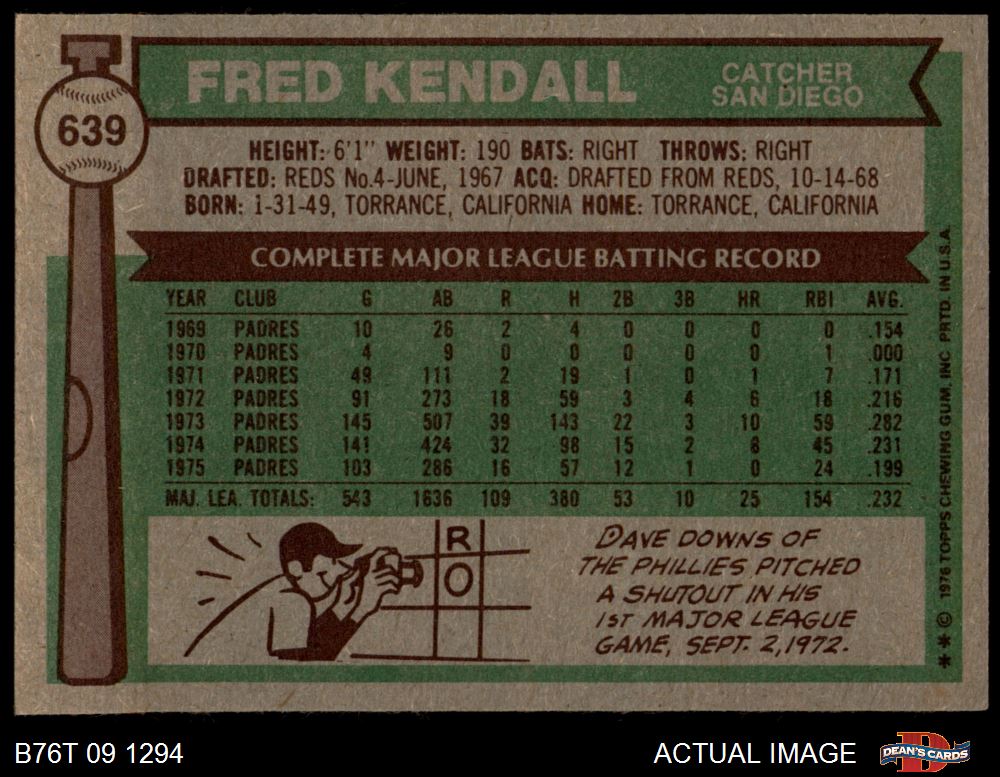 639
FRED KENDALL
CATCHER
SAN DIEGO
HEIGHT: 6'1" WEIGHT: 190 BATS: RIGHT THROWS: RIGHT
DRAFTED: REDS No.4-JUNE, 1967 ACQ: DRAFTED FROM REDS, 10-14-68
BORN: 1-31-49, TORRANCE, CALIFORNIA HOME: TORRANCE, CALIFORNIA
COMPLETE MAJOR LEAGUE BATTING RECORD
YEAR CLUB G AB R H 2B 3B HR RBI AVG.
1969 PADRES 10 26 2 4 0 0 0 0 .154
1970 PADRES 4 9 0 0 0 0 0 1 .000
1971 PADRES 49 111 2 19 1 0 1 7 .171
1972 PADRES 91 273 18 59 3 4 6 18 .216
1973 PADRES 145 507 39 143 22 3 10 59 .282
1974 PADRES 141 424 32 98 15 2 8 45 .231
1975 PADRES 103 286 16 57 12 1 0 24 .199
MAJ. LEA. TOTALS: 543 1636 109 380 53 10 25 154 .232
R
0
DAVE DOWNS OF
THE PHILLIES PITCHED
A SHUTOUT IN HIS
1ST MAJOR LEAGUE
GAME, SEPT. 2, 1972.
** © 1976 TOPPS CHEWING GUM, INC. PRTD. IN U.S.A.
B76T 09 1294
ACTUAL IMAGE
D
DEAN'S CARDS